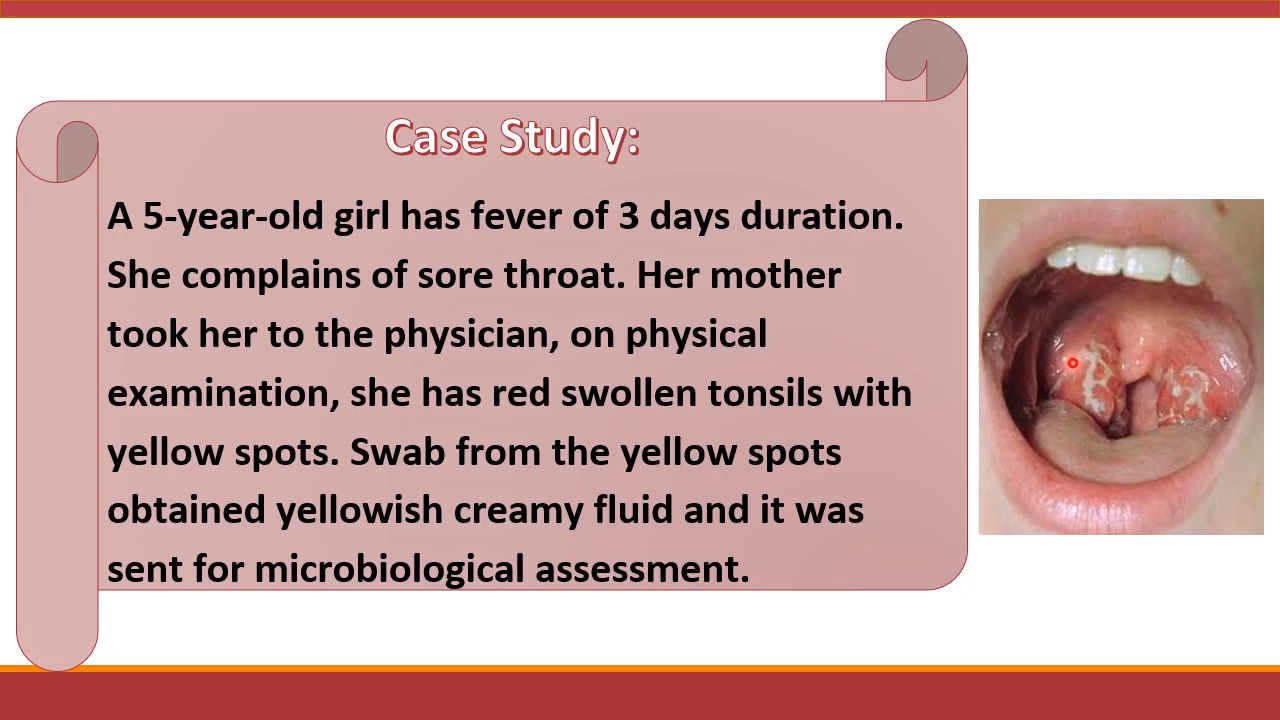 Case Study:
A 5-year-old girl has fever of 3 days duration.
She complains of sore throat. Her mother
took her to the physician, on physical
examination, she has red swollen tonsils with
yellow spots. Swab from the yellow spots
obtained yellowish creamy fluid and it was
sent for microbiological assessment.